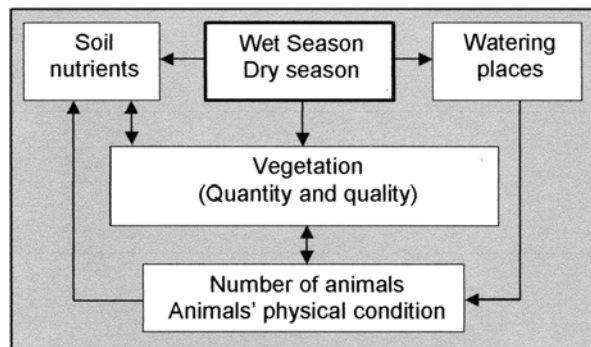 Soil
nutrients
Wet Season
Dry season
Watering
places
Vegetation
(Quantity and quality)
Number of animals
Animals' physical condition